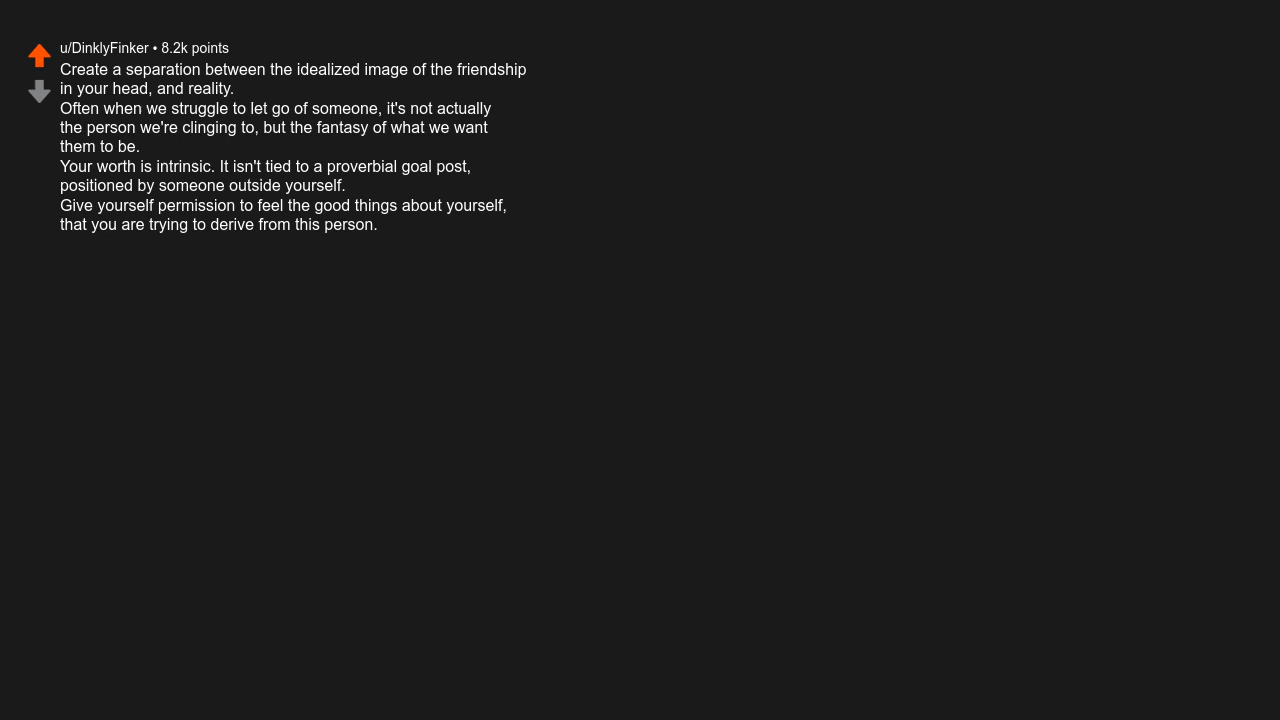 u/DinklyFinker • 8.2k points
Create a separation between the idealized image of the friendship
in your head, and reality.
Often when we struggle to let go of someone, it's not actually
the person we're clinging to, but the fantasy of what we want
them to be.
Your worth is intrinsic. It isn't tied to a proverbial goal post,
positioned by someone outside yourself.
Give yourself permission to feel the good things about yourself,
that you are trying to derive from this person.